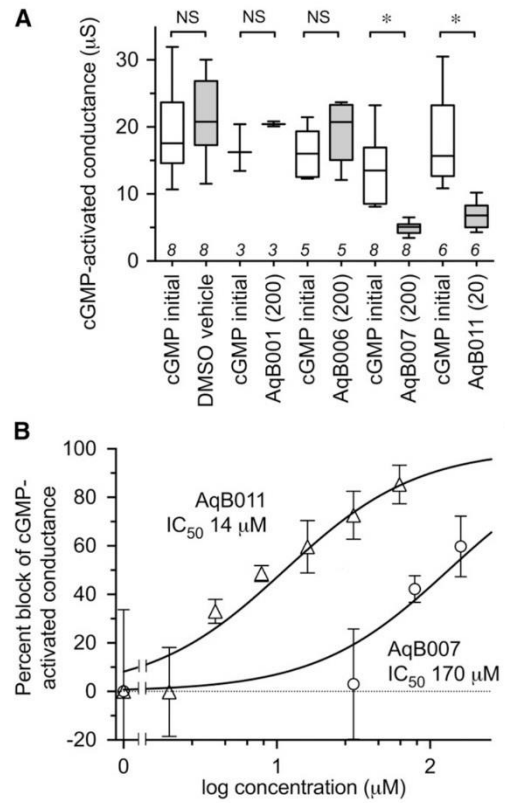 A
cGMP-activated conductance (μS)
NS NS NS * *
30
20
10
0
8 8 3 3 5 5 8 8 6 6
cGMP initial
DMSO vehicle
cGMP initial
AqB001 (200)
cGMP initial
AqB006 (200)
cGMP initial
AqB007 (200)
cGMP initial
AqB011 (20)
B
Percent block of cGMP-
activated conductance
100
80
60
40
20
0
-20
AqB011
IC50 14 μM
AqB007
IC50 170 μM
0 1 2
log concentration (μM)